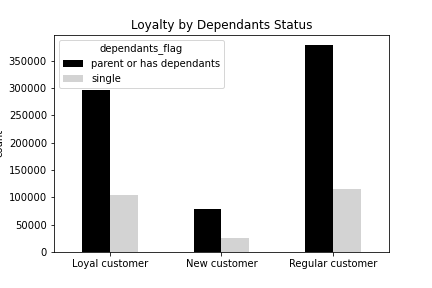 Loyalty by Dependants Status
dependants_flag
parent or has dependants
single
350000
300000
250000
200000
150000
100000
50000
0
Loyal customer New customer Regular customer